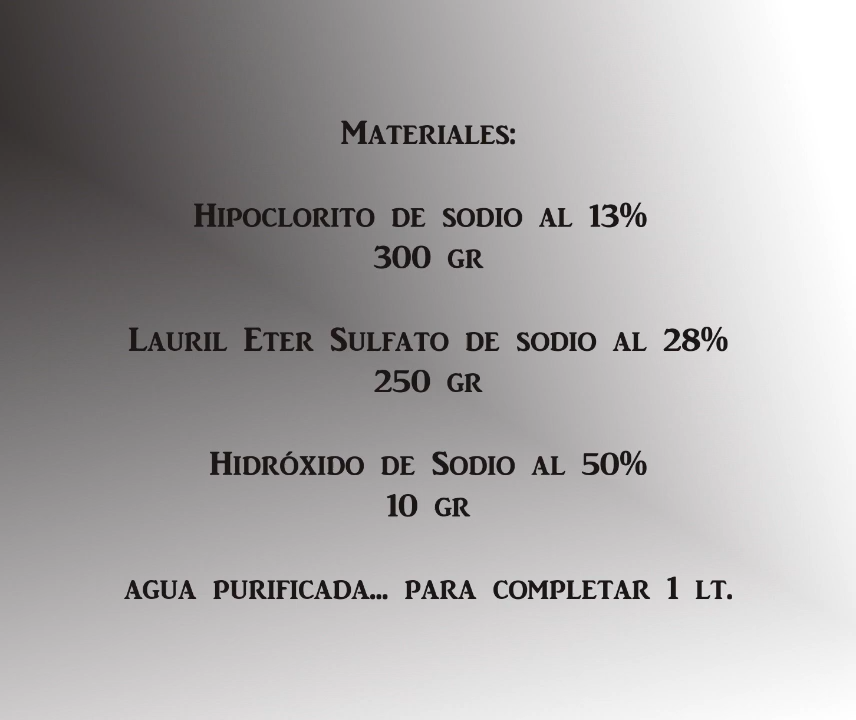 Materiales:
Hipoclorito de sodio al 13%
300 gr
Lauril Eter Sulfato de sodio al 28%
250 gr
Hidróxido de Sodio al 50%
10 gr
agua purificada... para completar 1 lt.